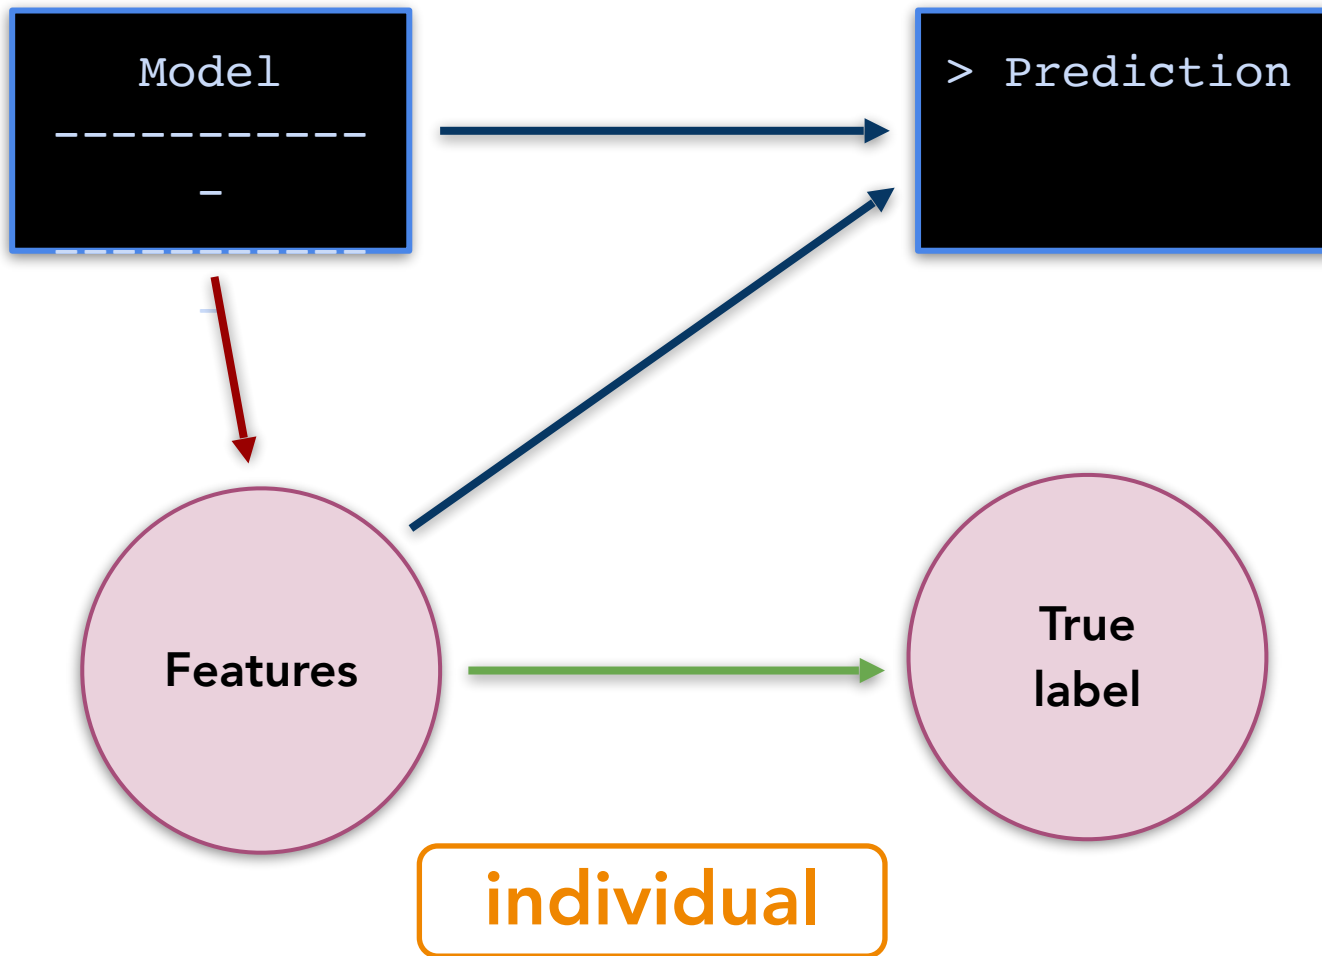 Model
-----------
-
-----------
-
> Prediction
Features
True
label
individual